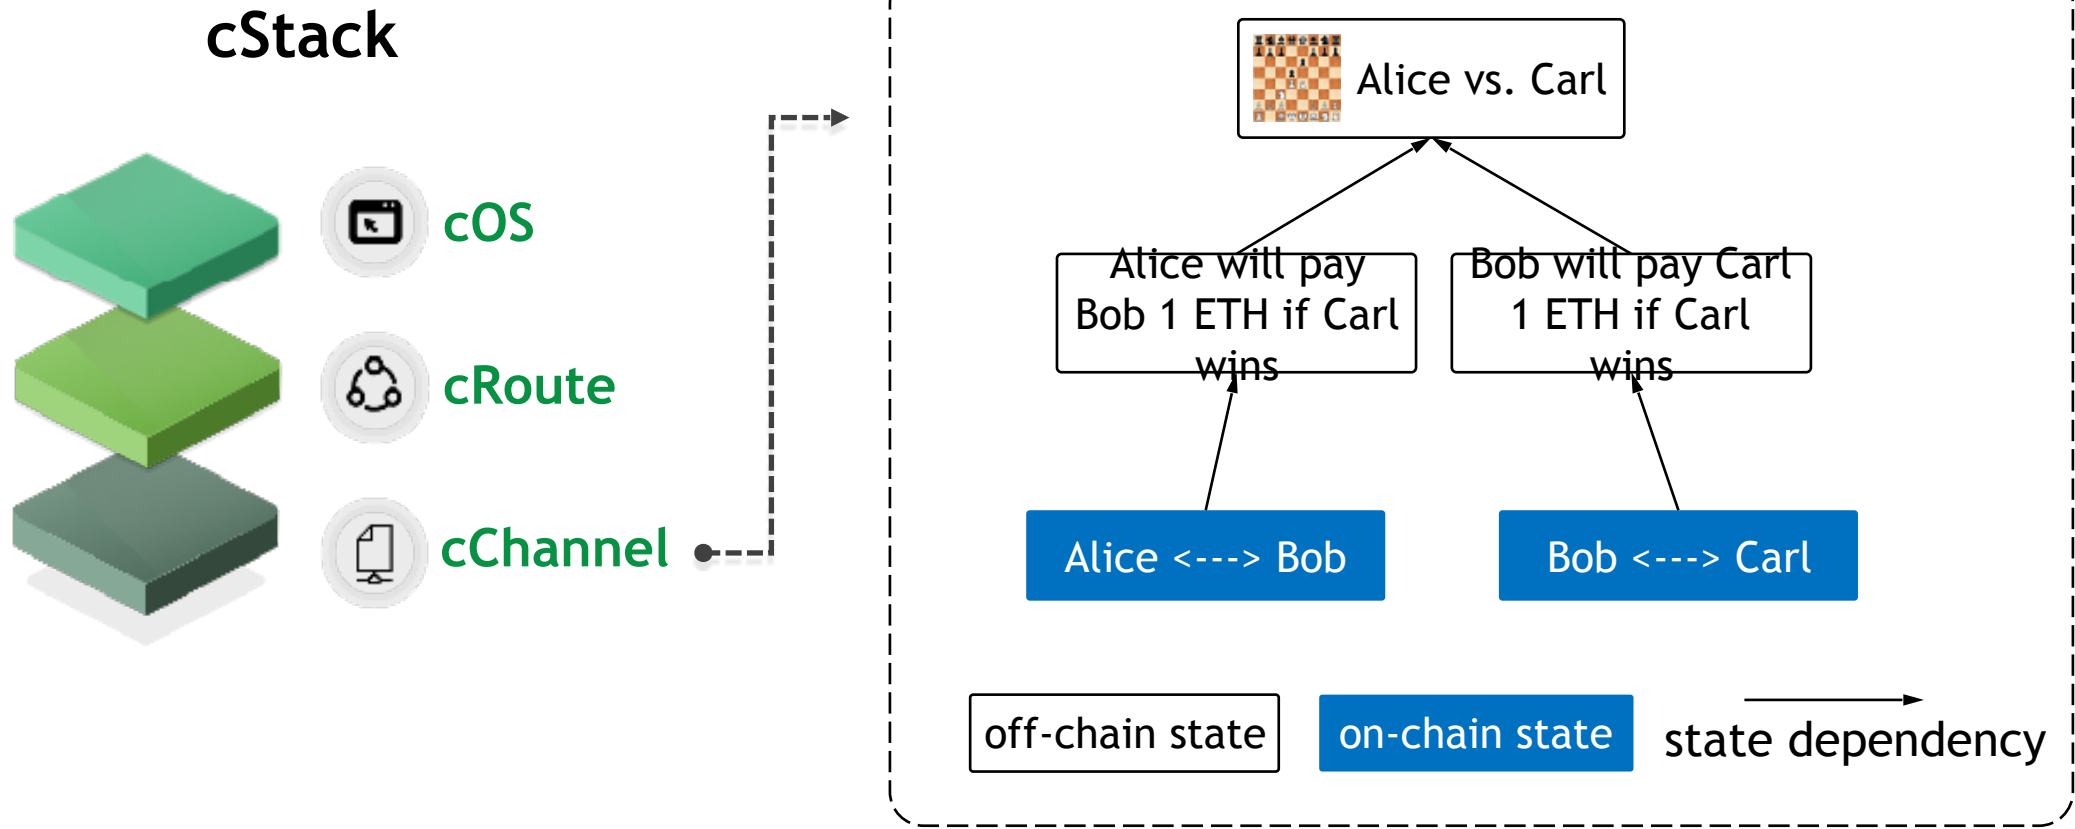 cStack
cOS
cRoute
cChannel
Alice vs. Carl
Alice will pay
Bob 1 ETH if Carl
wins
Bob will pay Carl
1 ETH if Carl
wins
Alice <---> Bob
Bob <---> Carl
off-chain state
on-chain state
state dependency